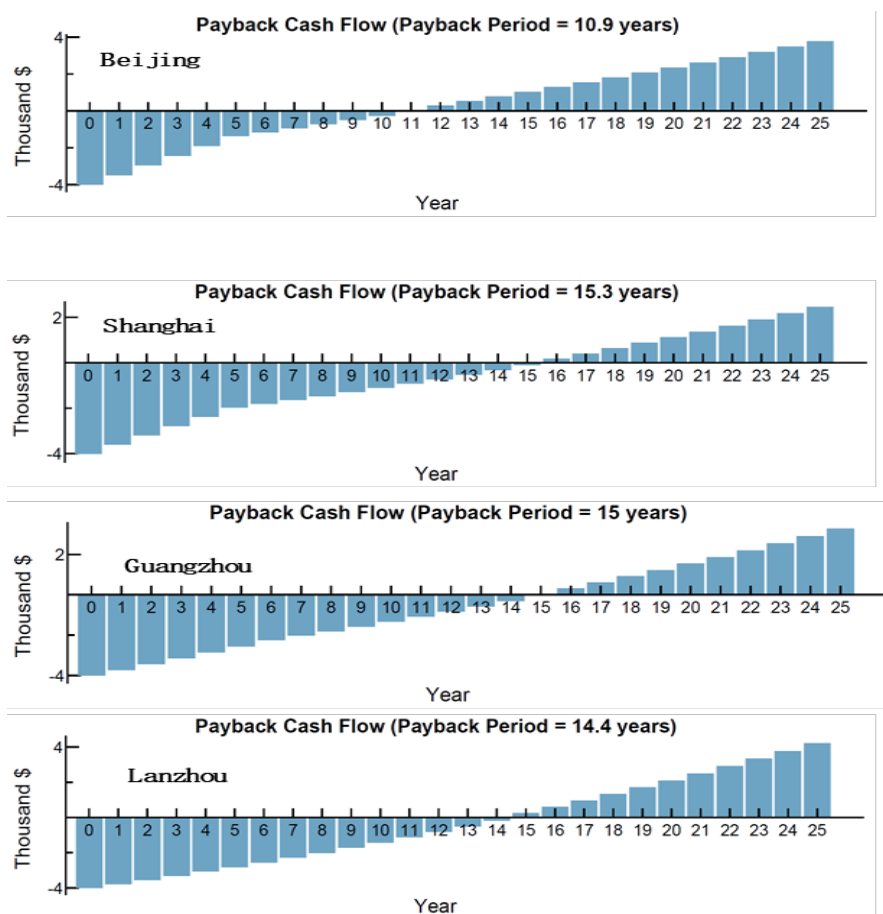 Payback Cash Flow (Payback Period = 10.9 years)
4
Beijing
Thousand $
0 1 2 3 4 5 6 7 8 9 10 11 12 13 14 15 16 17 18 19 20 21 22 23 24 25
-4
Year
Payback Cash Flow (Payback Period = 15.3 years)
2
Shanghai
Thousand $
0 1 2 3 4 5 6 7 8 9 10 11 12 13 14 15 16 17 18 19 20 21 22 23 24 25
-4
Year
Payback Cash Flow (Payback Period = 15 years)
2
Guangzhou
Thousand $
0 1 2 3 4 5 6 7 8 9 10 11 12 13 14 15 16 17 18 19 20 21 22 23 24 25
-4
Year
Payback Cash Flow (Payback Period = 14.4 years)
4
Lanzhou
Thousand $
0 1 2 3 4 5 6 7 8 9 10 11 12 13 14 15 16 17 18 19 20 21 22 23 24 25
-4
Year